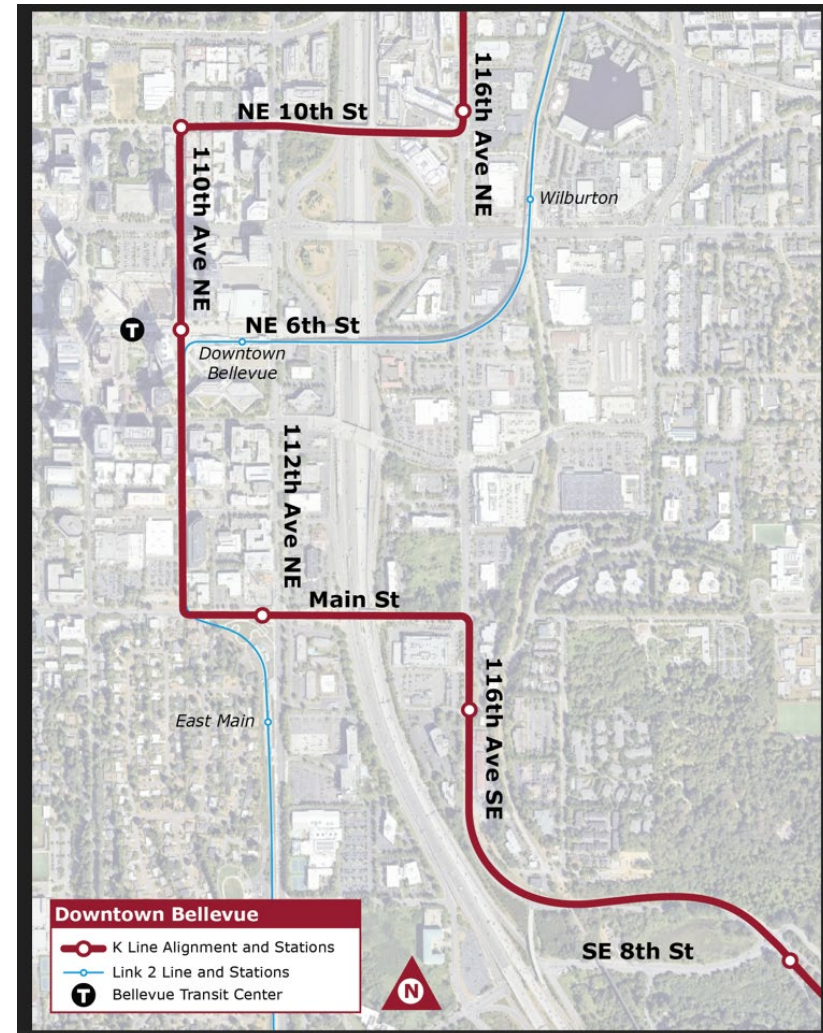 116th Ave NE
NE 10th St
110th Ave NE
Wilburton
T
NE 6th St
Downtown
Bellevue
112th Ave NE
Main St
116th Ave SE
East Main
SE 8th St
Downtown Bellevue
K Line Alignment and Stations
Link 2 Line and Stations
T Bellevue Transit Center
N